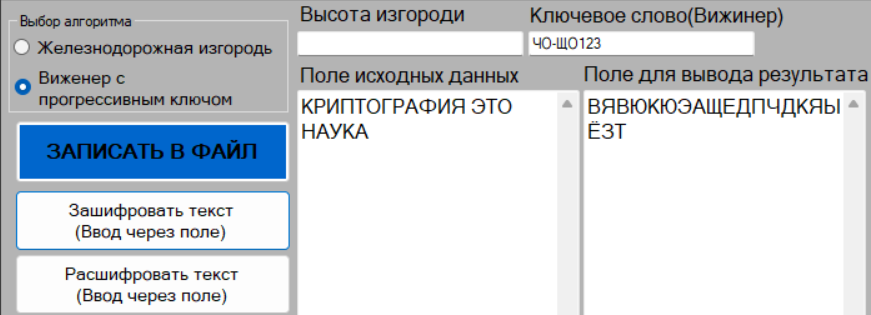 Выбор алгоритма
Железнодорожная изгородь
Виженер с
прогрессивным ключом
ЗАПИСАТЬ В ФАЙЛ
Зашифровать текст
(Ввод через поле)
Расшифровать текст
(Ввод через поле)
Высота изгороди
Ключевое слово(Вижинер)
ЧО-ЩО123
Поле исходных данных
КРИПТОГРАФИЯ ЭТО
НАУКА
Поле для вывода результата
ВЯВЮКЮЭАЩЕДПЧДКЯЫ
ЁЗТ